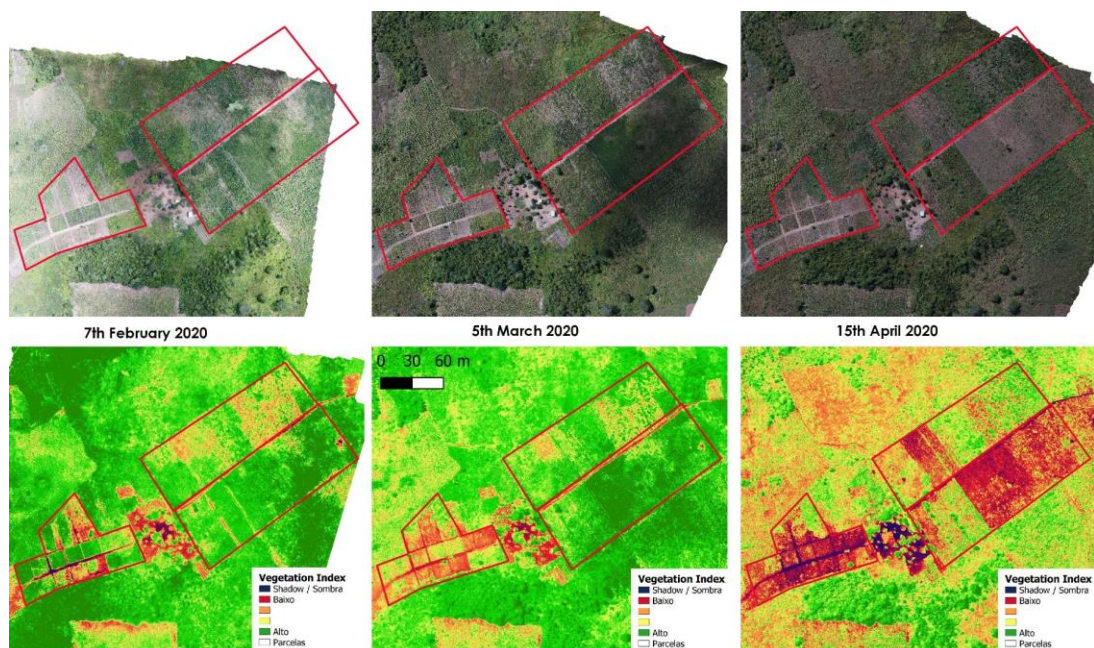 7th February 2020
5th March 2020
15th April 2020
0 30 60 m
Vegetation Index
Shadow / Sombra
Baixo
Alto
Parcelas
Vegetation Index
Shadow / Sombra
Baixo
Alto
Parcelas
Vegetation Index
Shadow / Sombra
Baixo
Alto
Parcelas